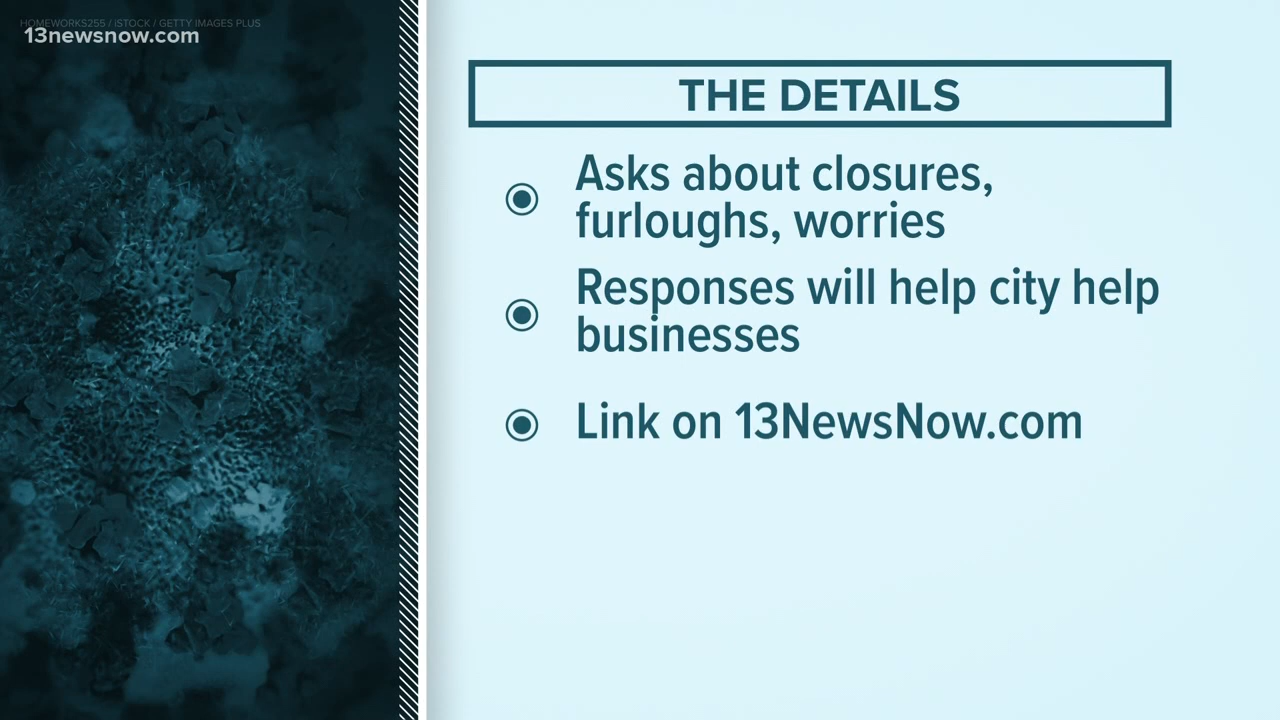 HOMEWORKS255 / iSTOCK / GETTY IMAGES PLUS
13newsnow.com
THE DETAILS
Asks about closures,
furloughs, worries
Responses will help city help
businesses
Link on 13NewsNow.com